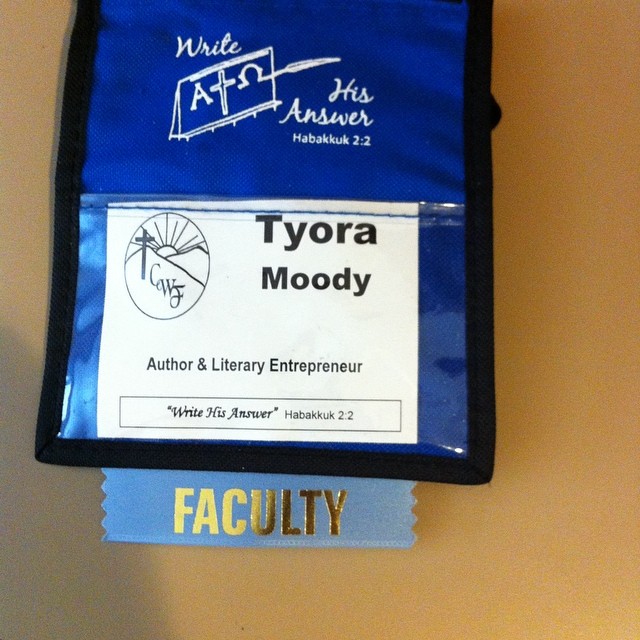 Write
Α Ω
His
Answer
Habakkuk 2:2
Tyora
Moody
CWF
Author & Literary Entrepreneur
"Write His Answer" Habakkuk 2:2
FACULTY